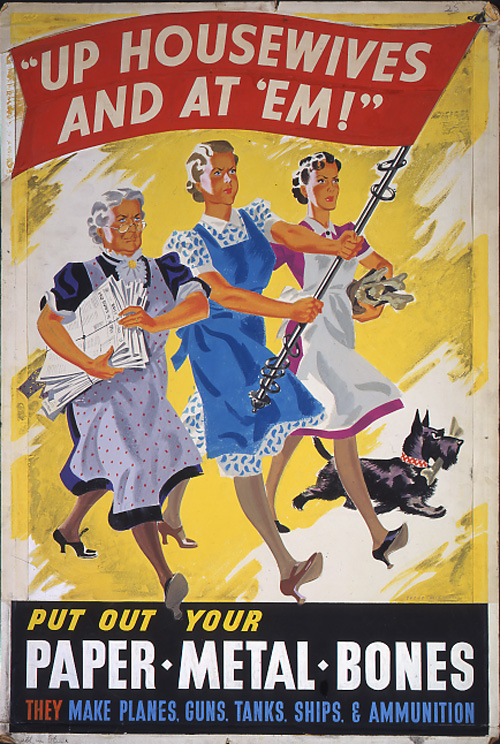 "UP HOUSEWIVES
AND AT 'EM!"
PUT OUT YOUR
PAPER · METAL · BONES
THEY MAKE PLANES, GUNS, TANKS, SHIPS, & AMMUNITION